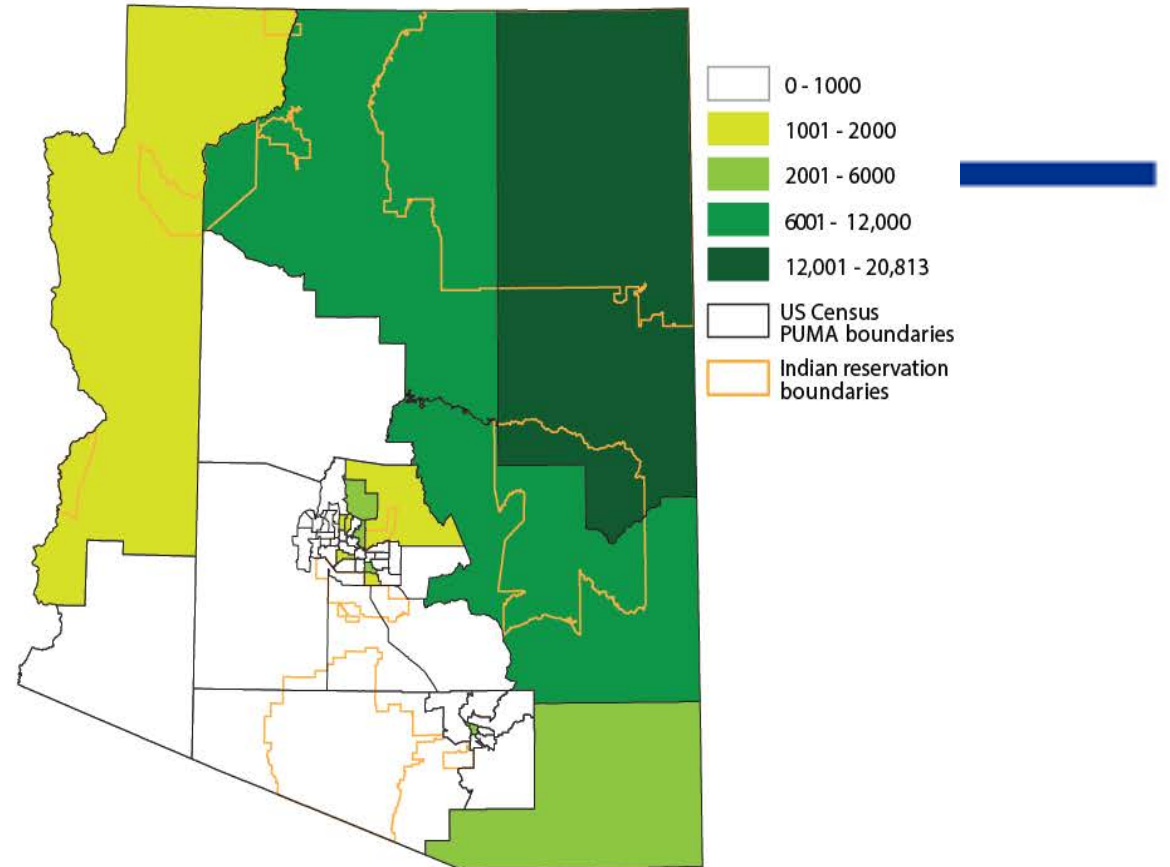 0 - 1000
1001 - 2000
2001 - 6000
6001 - 12,000
12,001 - 20,813
US Census
PUMA boundaries
Indian reservation
boundaries